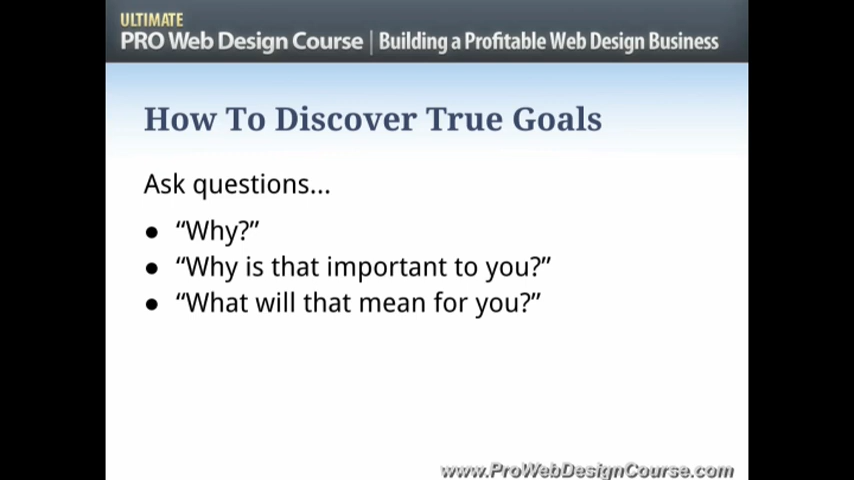 ULTIMATE
PRO Web Design Course | Building a Profitable Web Design Business
How To Discover True Goals
Ask questions...
● “Why?”
● “Why is that important to you?”
● “What will that mean for you?”
www.ProWebDesignCourse.com